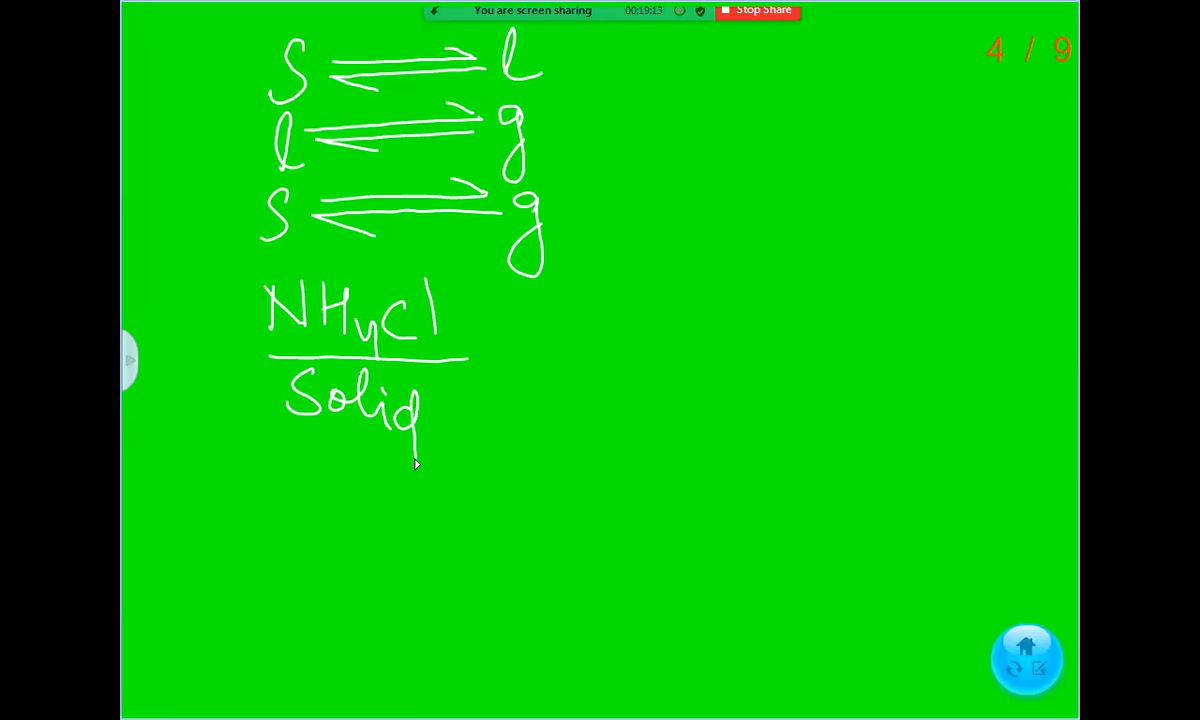 You are screen sharing 00:19:13 Stop Share
4 / 9
S ⇌ l
l ⇌ g
S ⇌ g
NH4Cl
Solid